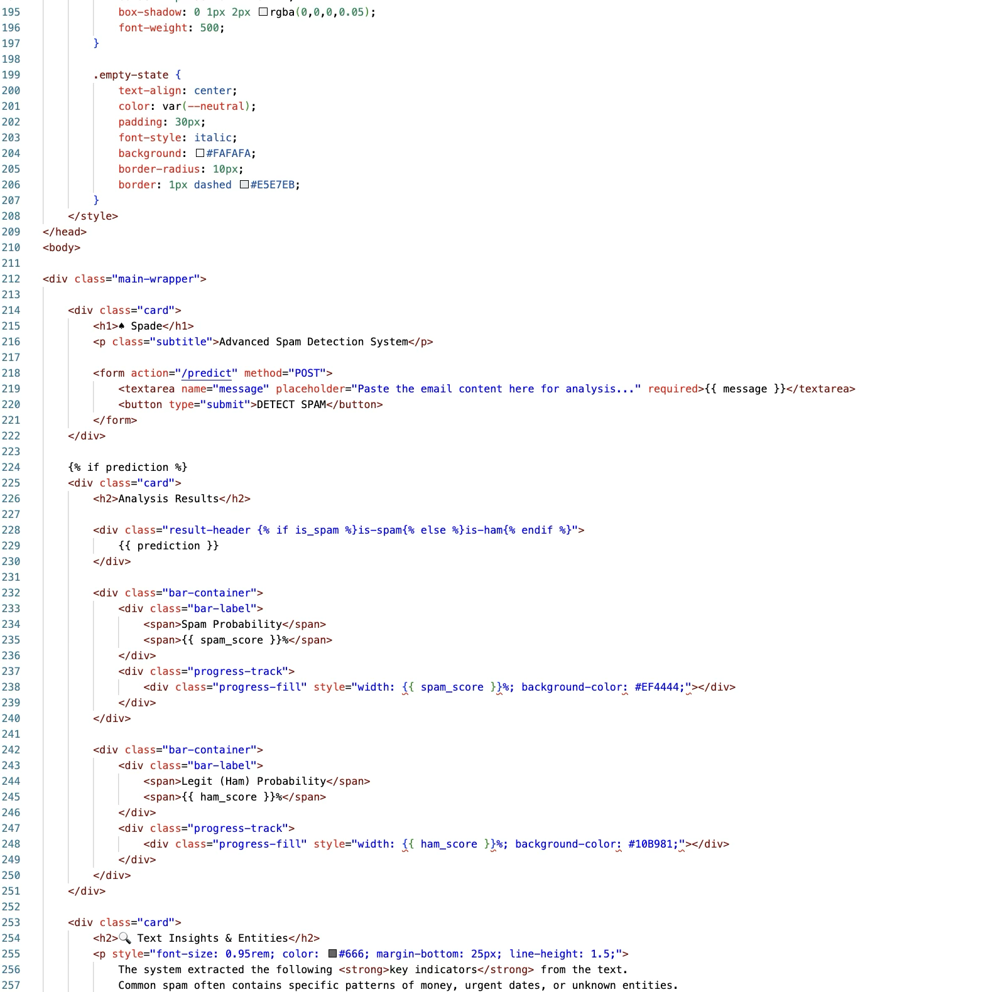 195 box-shadow: 0 1px 2px rgba(0,0,0,0.05);
196 font-weight: 500;
197 }
198
199 .empty-state {
200 text-align: center;
201 color: var(--neutral);
202 padding: 30px;
203 font-style: italic;
204 background: #FAFAFA;
205 border-radius: 10px;
206 border: 1px dashed #E5E7EB;
207 }
208 </style>
209 </head>
210 <body>
211
212 <div class="main-wrapper">
213
214 <div class="card">
215 <h1>♠ Spade</h1>
216 <p class="subtitle">Advanced Spam Detection System</p>
217
218 <form action="/predict" method="POST">
219 <textarea name="message" placeholder="Paste the email content here for analysis..." required>{{ message }}</textarea>
220 <button type="submit">DETECT SPAM</button>
221 </form>
222 </div>
223
224 {% if prediction %}
225 <div class="card">
226 <h2>Analysis Results</h2>
227
228 <div class="result-header {% if is_spam %}is-spam{% else %}is-ham{% endif %}">
229 {{ prediction }}
230 </div>
231
232 <div class="bar-container">
233 <div class="bar-label">
234 <span>Spam Probability</span>
235 <span>{{ spam_score }}%</span>
236 </div>
237 <div class="progress-track">
238 <div class="progress-fill" style="width: {{ spam_score }}%; background-color: #EF4444;"></div>
239 </div>
240 </div>
241
242 <div class="bar-container">
243 <div class="bar-label">
244 <span>Legit (Ham) Probability</span>
245 <span>{{ ham_score }}%</span>
246 </div>
247 <div class="progress-track">
248 <div class="progress-fill" style="width: {{ ham_score }}%; background-color: #10B981;"></div>
249 </div>
250 </div>
251 </div>
252
253 <div class="card">
254 <h2>🔍 Text Insights & Entities</h2>
255 <p style="font-size: 0.95rem; color: #666; margin-bottom: 25px; line-height: 1.5;">
256 The system extracted the following <strong>key indicators</strong> from the text.
257 Common spam often contains specific patterns of money, urgent dates, or unknown entities.